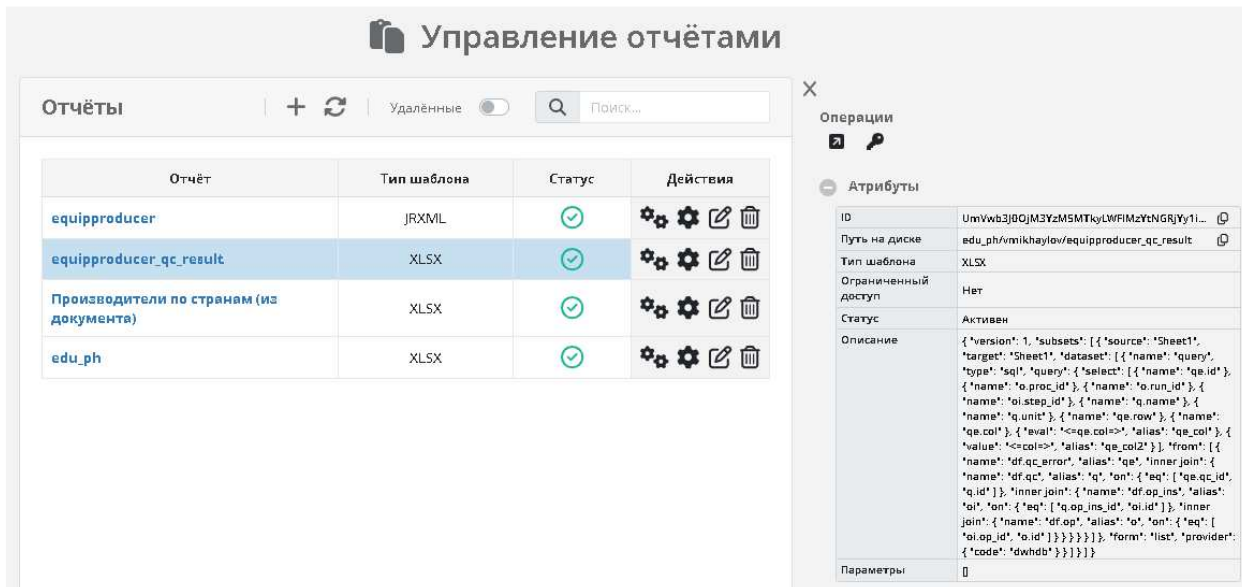 Управление отчётами
Отчёты
Удалённые
Поиск...
Отчёт Тип шаблона Статус Действия
equipproducer JRXML
equipproducer_qc_result XLSX
Производители по странам (из
документа) XLSX
edu_ph XLSX
Операции
Атрибуты
ID
Путь на диске edu_ph/vmikhaylov/equipproducer_qc_result
Тип шаблона XLSX
Ограниченный
доступ Нет
Статус Активен
Описание { "version": 1, "subsets": [ { "source": "Sheet1",
"target": "Sheet1", "dataset": [ { "name": "query",
"type": "sql", "query": { "select": [ { "name": "qe.id" },
{ "name": "o.proc_id" }, { "name": "o.run_id" }, {
"name": "oi.step_id" }, { "name": "q.name" }, {
"name": "q.unit" }, { "name": "qe.row" }, { "name":
"qe.col" }, { "eval": "<=qe.col=>", "alias": "qe_col" }, {
"value": "<=col=>", "alias": "qe_col2" } ], "from": [ {
"name": "df.qc_error", "alias": "qe", "inner join": {
"name": "df.qc", "alias": "q", "on": { "eq": [ "qe.qc_id",
"q.id" ] }, "inner join": { "name": "df.op_ins", "alias":
"oi", "on": { "eq": [ "q.op_ins_id", "oi.id" ] }, "inner
join": { "name": "df.op", "alias": "o", "on": { "eq": [
"oi.op_id", "o.id" ] } } } } } ] }, "form": "list", "provider":
{ "code": "dwhdb" } } ] } ] }
Параметры []